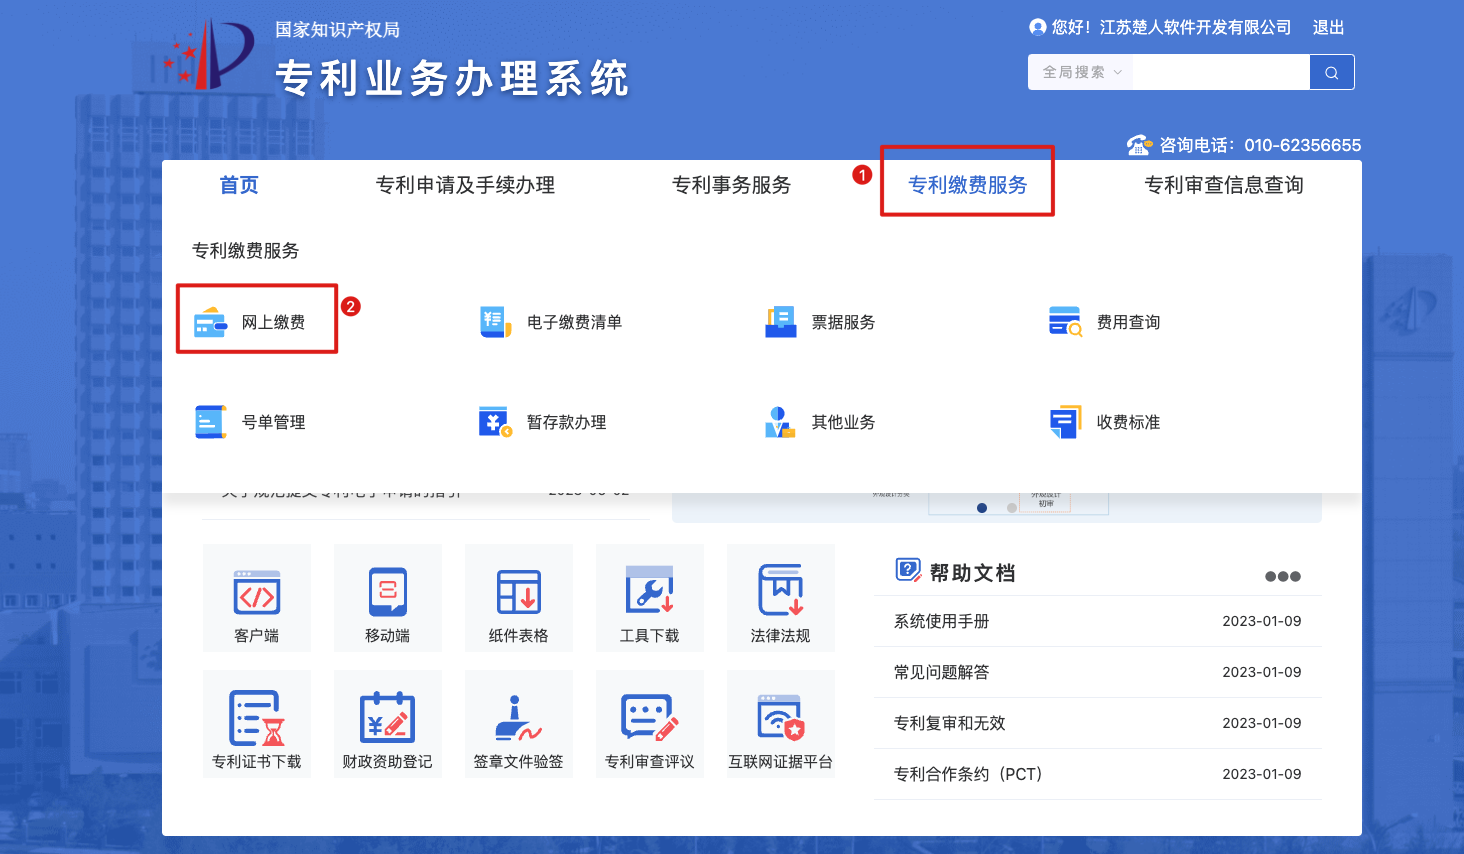 国家知识产权局
专利业务办理系统
您好！江苏楚人软件开发有限公司 退出
全局搜索
咨询电话：010-62356655
首页 专利申请及手续办理 专利事务服务 1 专利缴费服务 专利审查信息查询
专利缴费服务
网上缴费 2 电子缴费清单 票据服务 费用查询
号单管理 暂存款办理 其他业务 收费标准
外观设计
初审
客户端 移动端 纸件表格 工具下载 法律法规
专利证书下载 财政资助登记 签章文件验签 专利审查评议 互联网证据平台
帮助文档
系统使用手册 2023-01-09
常见问题解答 2023-01-09
专利复审和无效 2023-01-09
专利合作条约（PCT） 2023-01-09